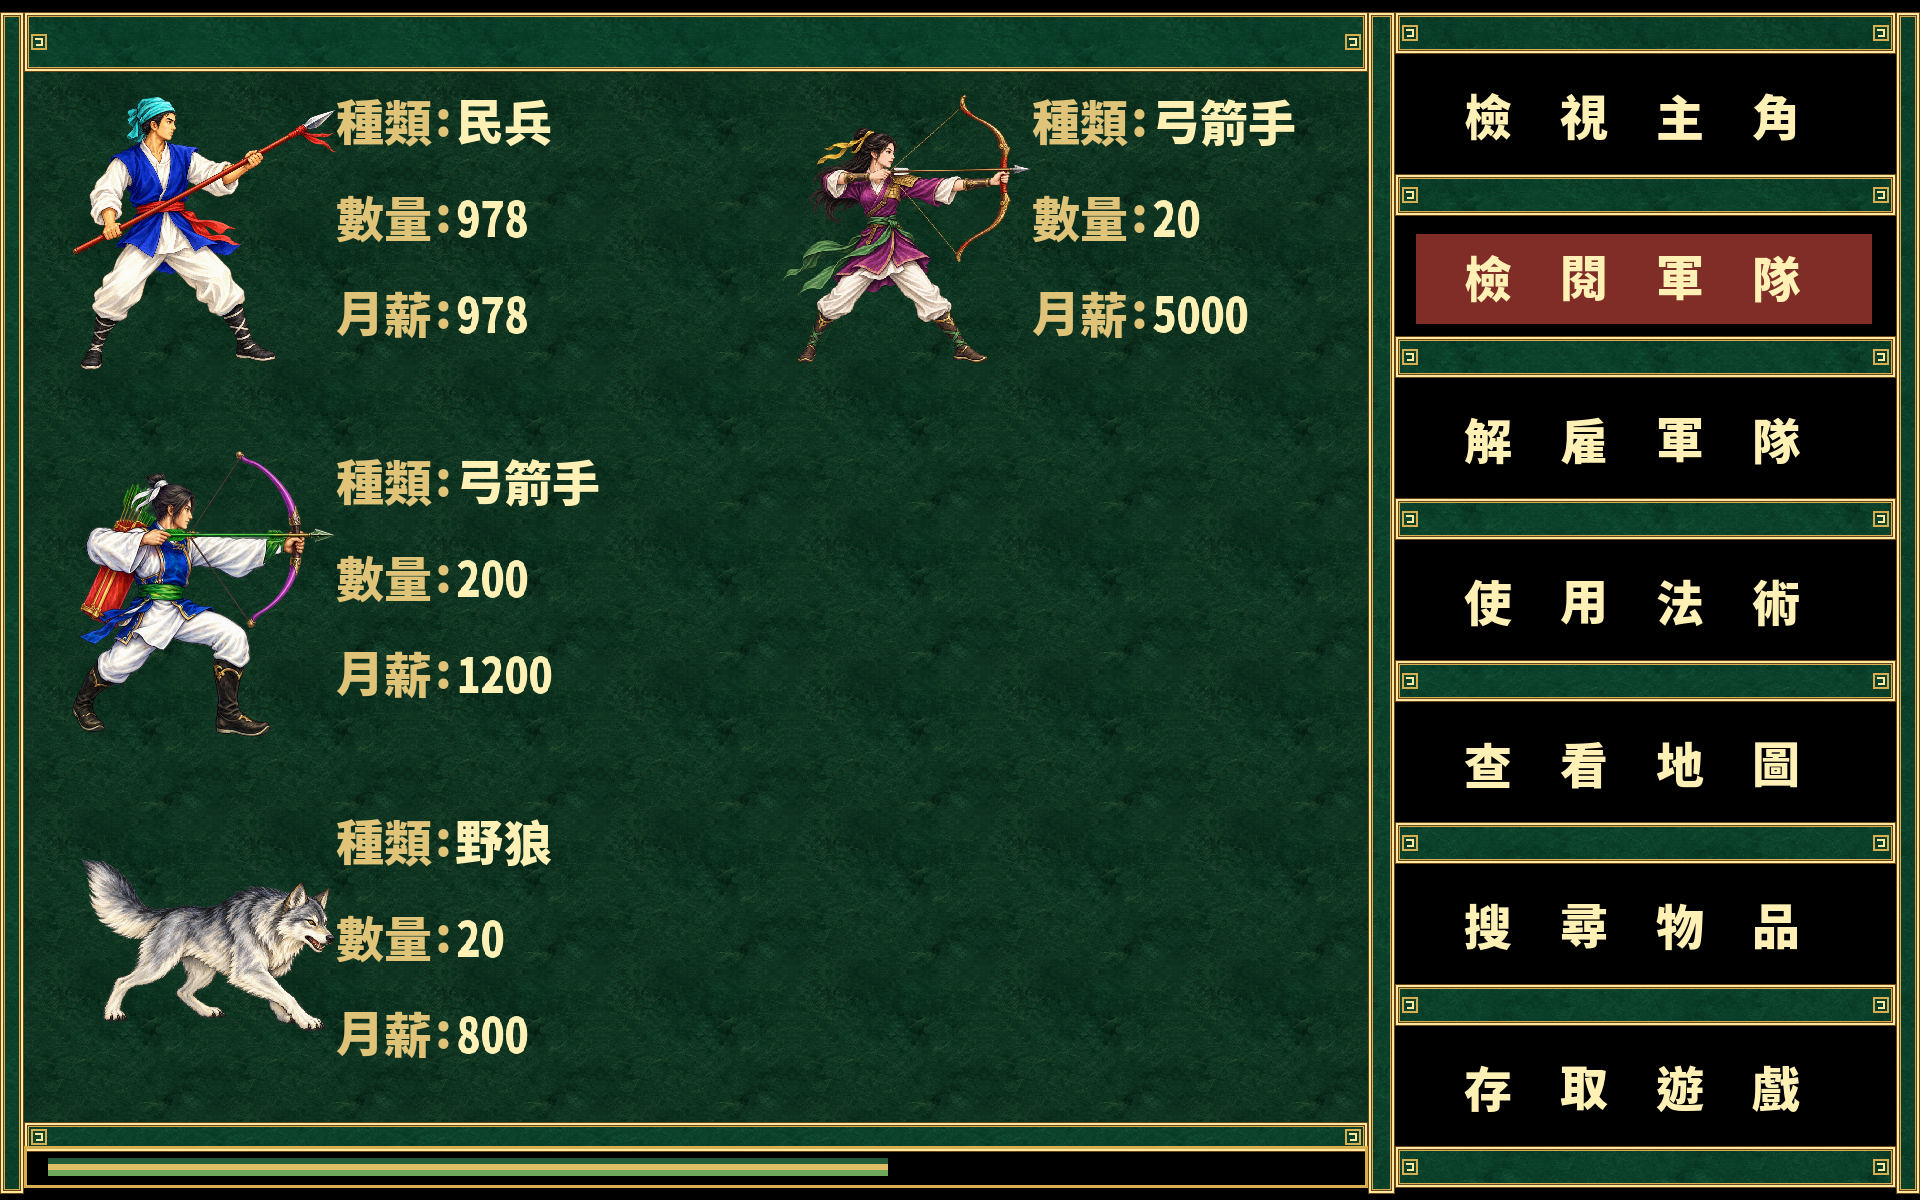 種類:民兵
數量:978
月薪:978
種類:弓箭手
數量:20
月薪:5000
種類:弓箭手
數量:200
月薪:1200
種類:野狼
數量:20
月薪:800
檢視主角
檢閱軍隊
解雇軍隊
使用法術
查看地圖
搜尋物品
存取遊戲